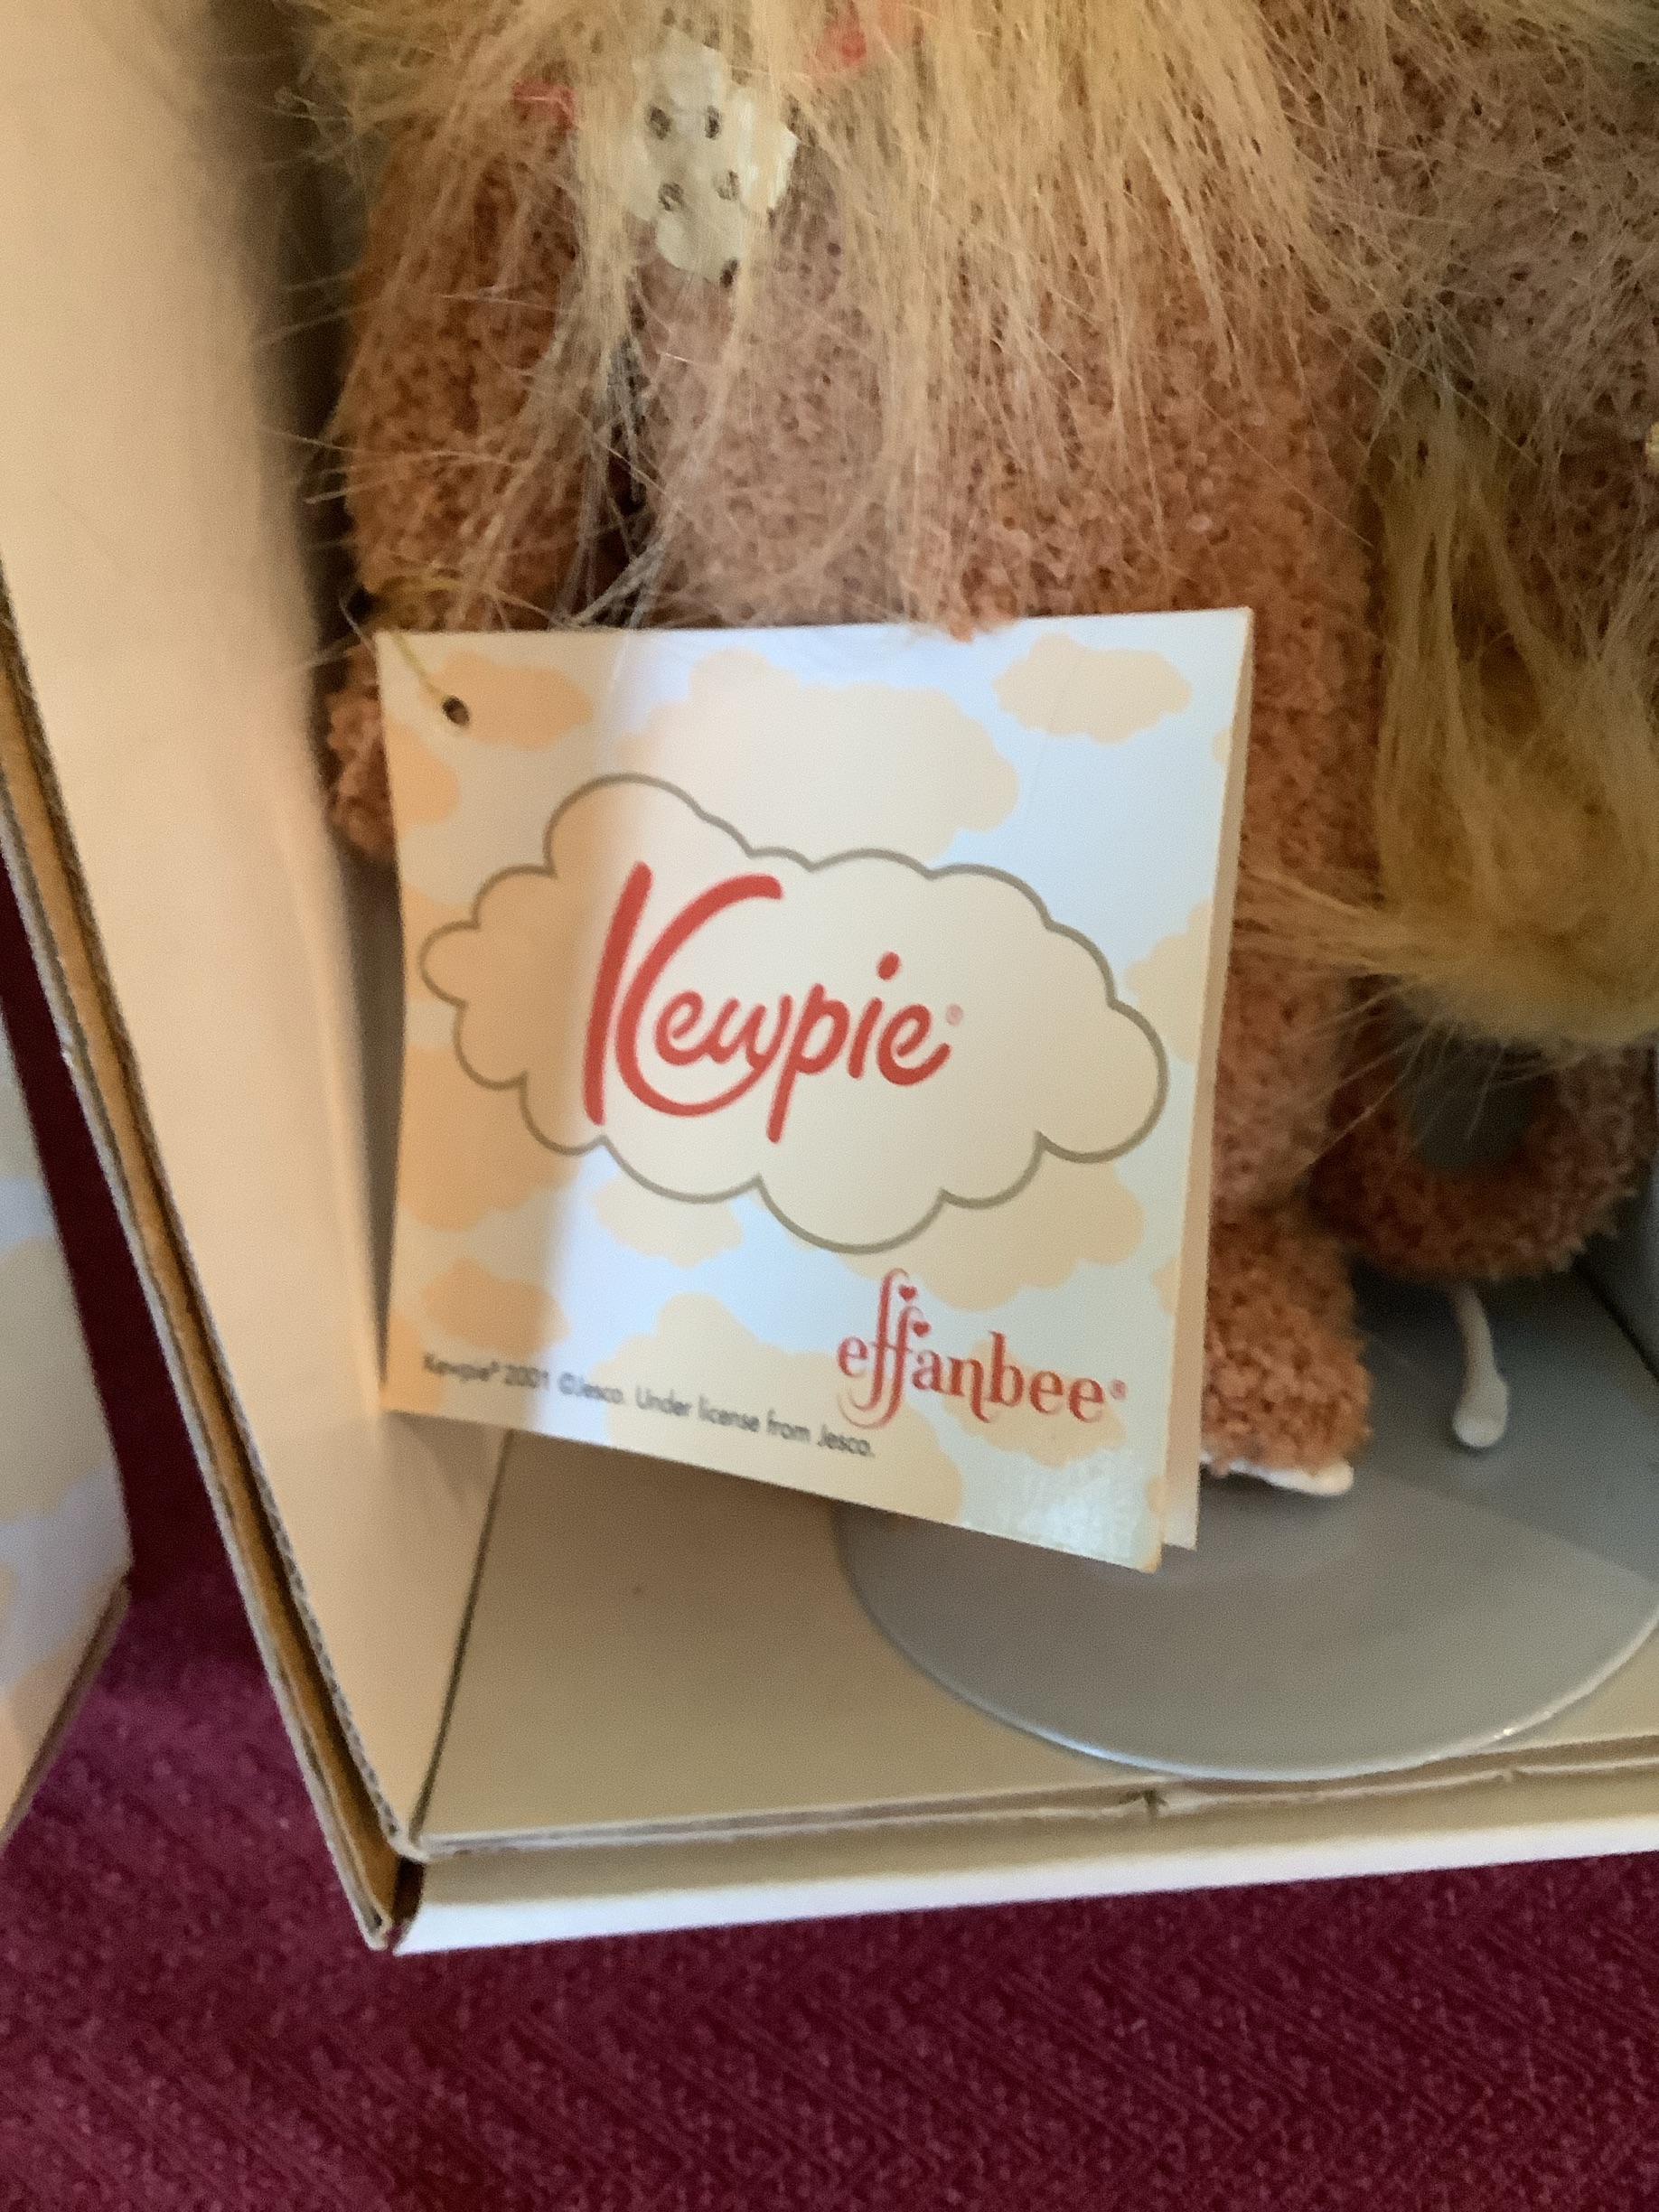 Kewpie®
effanbee®
Kewpie® 2001 ©Jesco. Under license from Jesco.